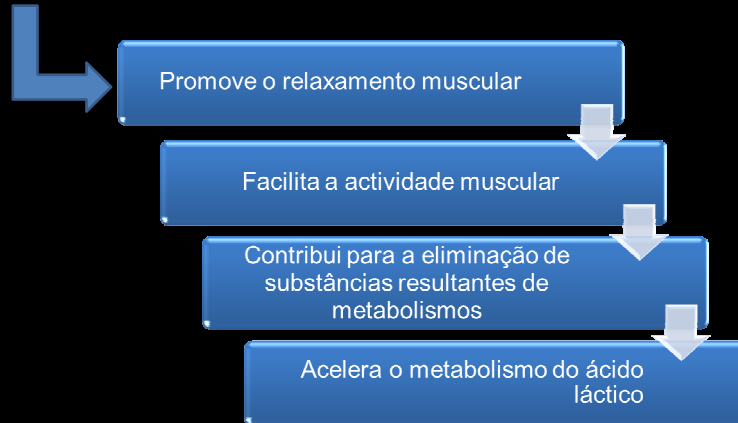 Promove o relaxamento muscular
Facilita a actividade muscular
Contribui para a eliminação de
substâncias resultantes de
metabolismos
Acelera o metabolismo do ácido
láctico